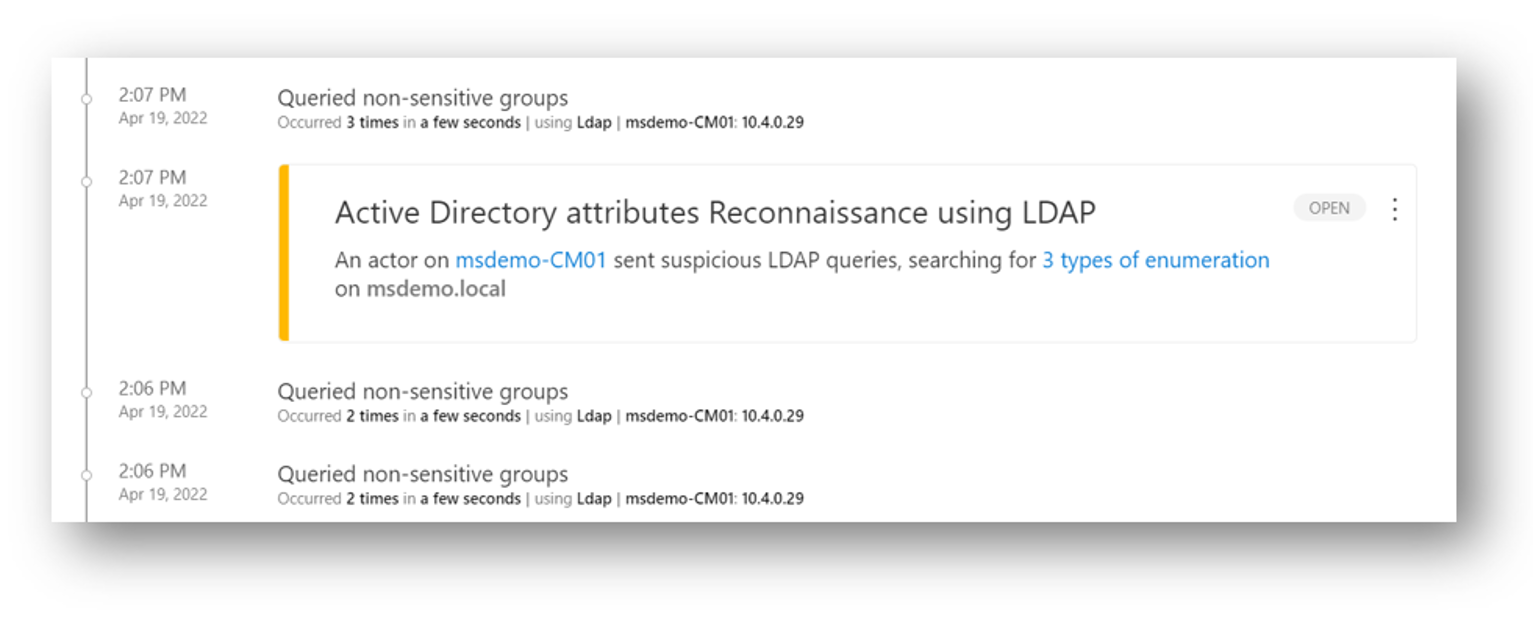 2:07 PM
Apr 19, 2022
Queried non-sensitive groups
Occurred 3 times in a few seconds | using Ldap | msdemo-CM01: 10.4.0.29
2:07 PM
Apr 19, 2022
Active Directory attributes Reconnaissance using LDAP
OPEN
An actor on msdemo-CM01 sent suspicious LDAP queries, searching for 3 types of enumeration
on msdemo.local
2:06 PM
Apr 19, 2022
Queried non-sensitive groups
Occurred 2 times in a few seconds | using Ldap | msdemo-CM01: 10.4.0.29
2:06 PM
Apr 19, 2022
Queried non-sensitive groups
Occurred 2 times in a few seconds | using Ldap | msdemo-CM01: 10.4.0.29